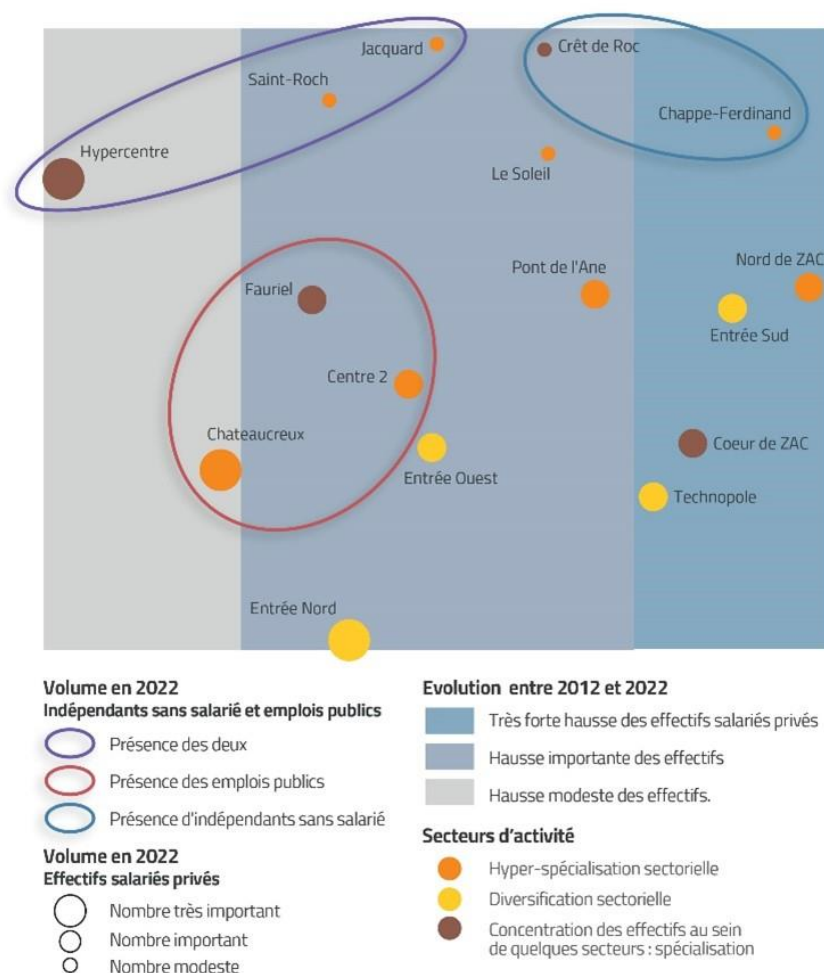 Jacquard
Crêt de Roc
Saint-Roch
Chappe-Ferdinand
Hypercentre
Le Soleil
Pont de l'Ane
Nord de ZAC
Fauriel
Entrée Sud
Centre 2
Chateaucreux
Coeur de ZAC
Entrée Ouest
Technopole
Entrée Nord
Volume en 2022
Indépendants sans salarié et emplois publics
Présence des deux
Présence des emplois publics
Présence d'indépendants sans salarié
Volume en 2022
Effectifs salariés privés
Nombre très important
Nombre important
Nombre modeste
Evolution entre 2012 et 2022
Très forte hausse des effectifs salariés privés
Hausse importante des effectifs
Hausse modeste des effectifs.
Secteurs d'activité
Hyper-spécialisation sectorielle
Diversification sectorielle
Concentration des effectifs au sein
de quelques secteurs : spécialisation